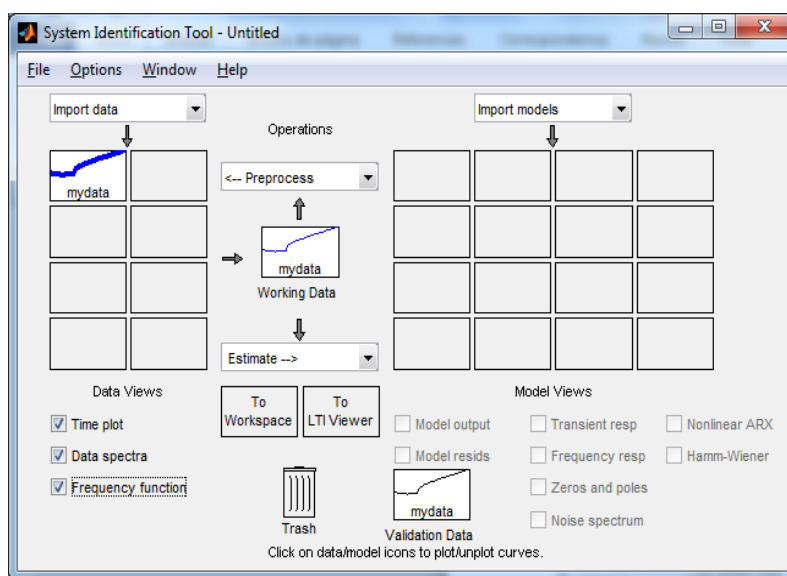 System Identification Tool - Untitled
File Options Window Help
Import data
Import models
Operations
mydata
<-- Preprocess
mydata
Working Data
Estimate -->
Data Views
Model Views
To Workspace
To LTI Viewer
Time plot
Data spectra
Frequency function
Model output
Transient resp
Nonlinear ARX
Model resids
Frequency resp
Hamm-Wiener
Zeros and poles
Noise spectrum
Trash
mydata
Validation Data
Click on data/model icons to plot/unplot curves.